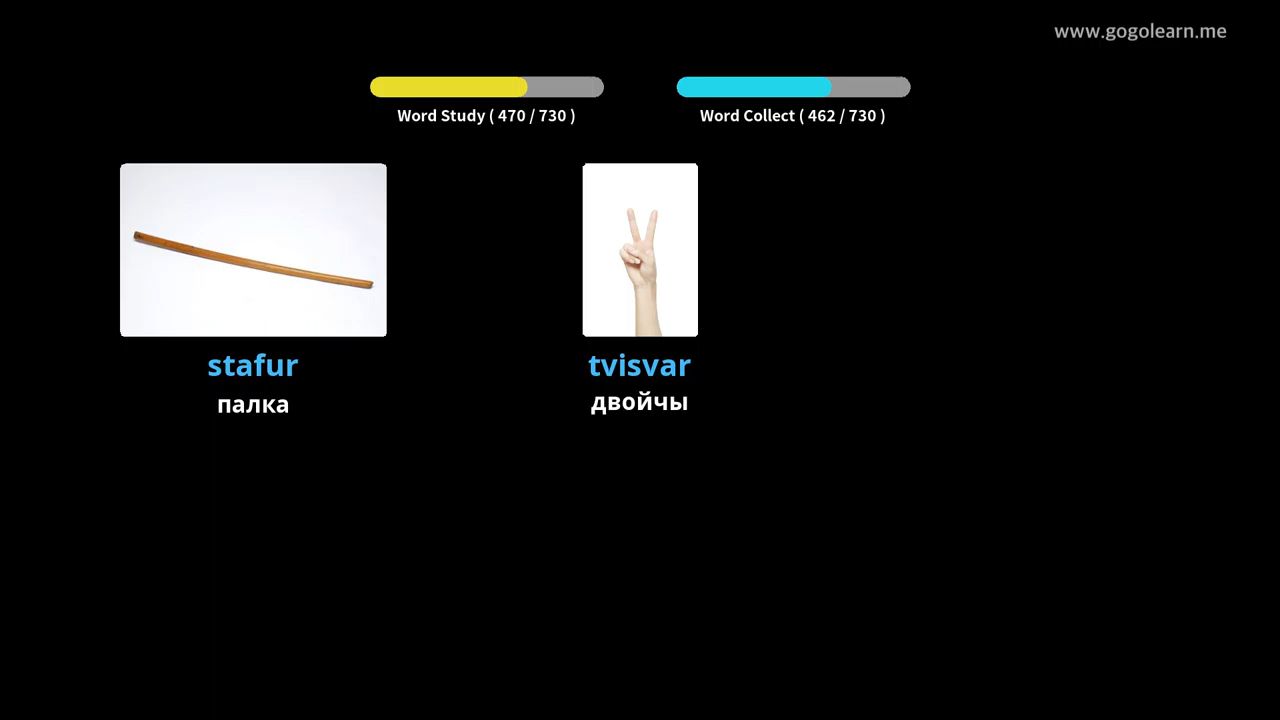 www.gogolearn.me
Word Study ( 470 / 730 )
Word Collect ( 462 / 730 )
stafur
tvisvar
палка
двойчы